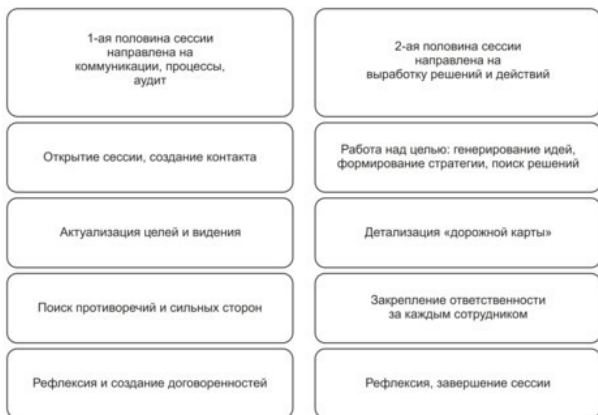 1-ая половина сессии
направлена на
коммуникации, процессы,
аудит
Открытие сессии, создание контакта
Актуализация целей и видения
Поиск противоречий и сильных сторон
Рефлексия и создание договоренностей
2-ая половина сессии
направлена на
выработку решений и действий
Работа над целью: генерирование идей,
формирование стратегии, поиск решений
Детализация «дорожной карты»
Закрепление ответственности
за каждым сотрудником
Рефлексия, завершение сессии